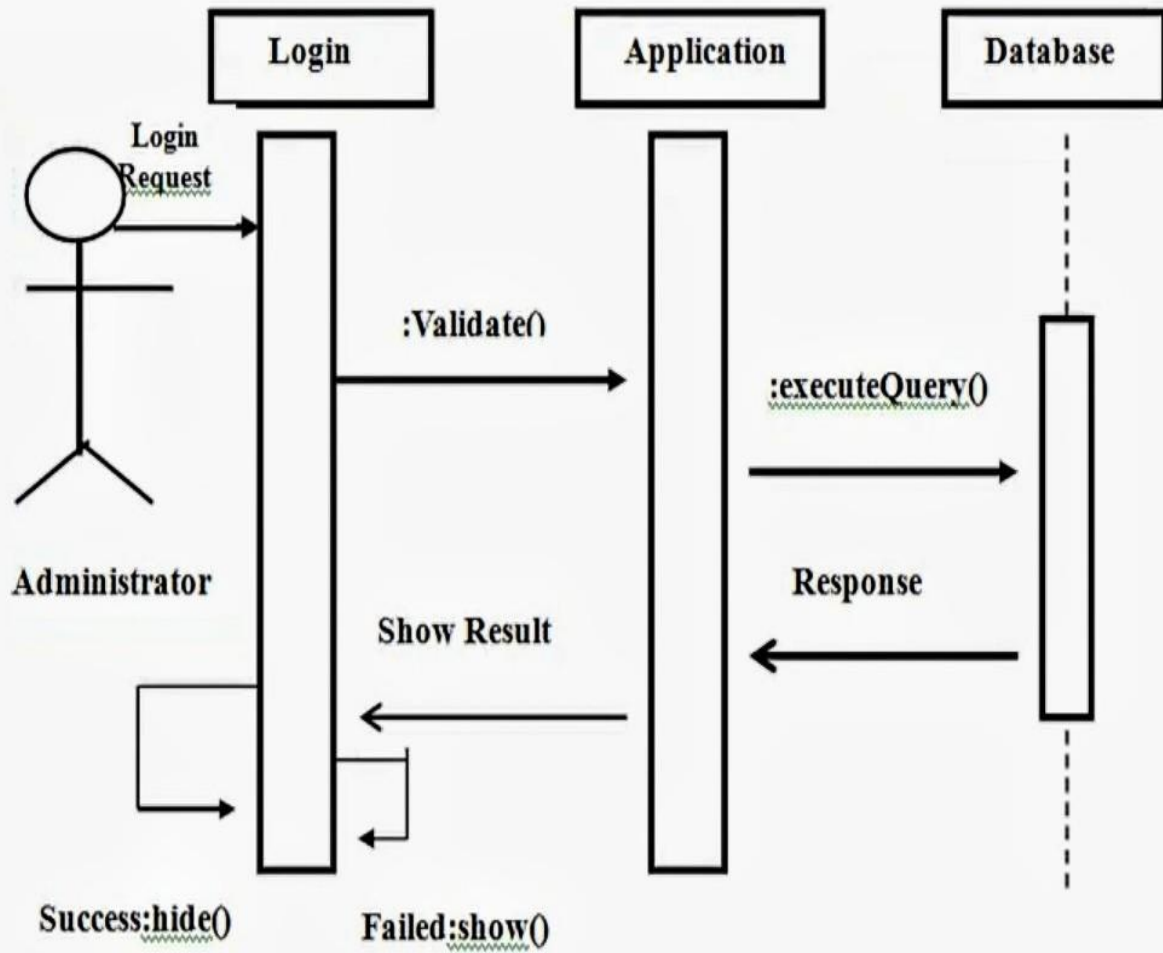 Login
Application
Database
Login
Request
:Validate()
:executeQuery()
Administrator
Response
Show Result
Success:hide()
Failed:show()